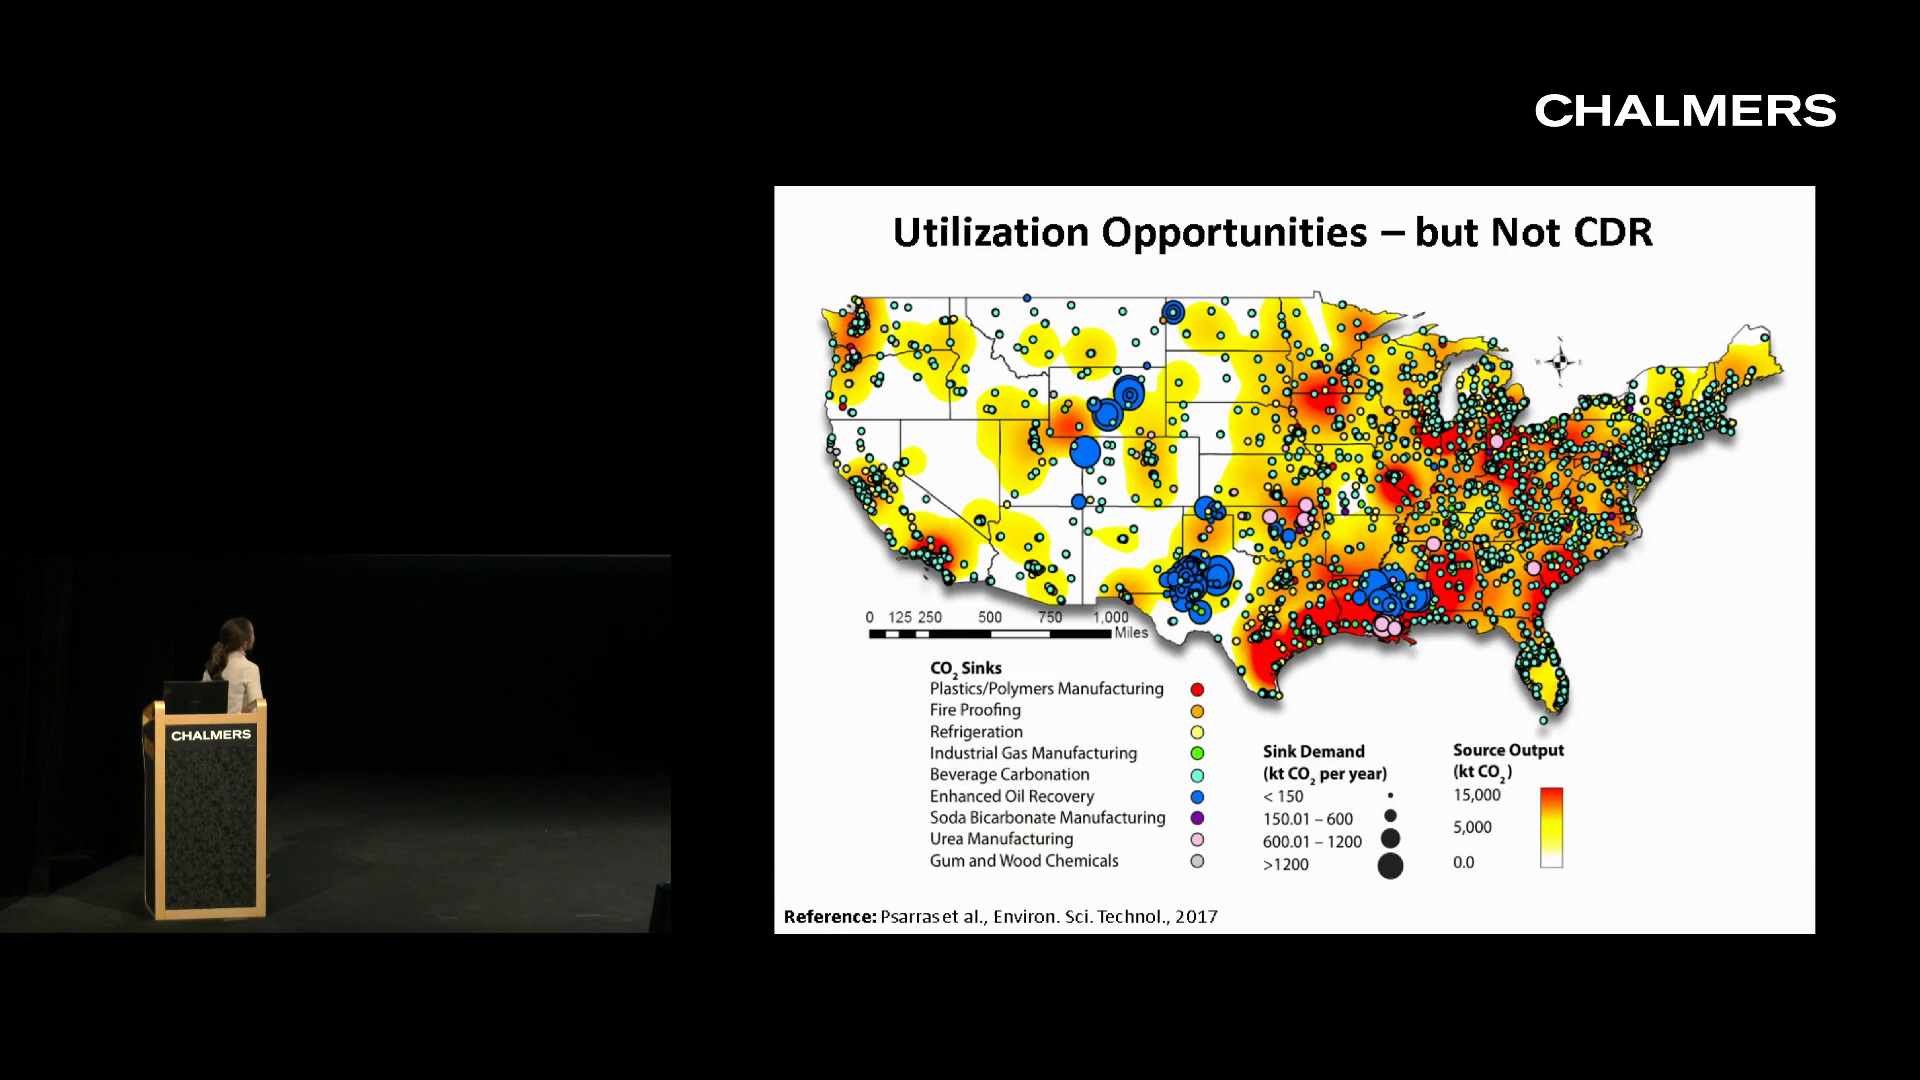 CHALMERS
Utilization Opportunities – but Not CDR
N
W
E
S
0 125 250 500 750 1,000
Miles
CO2 Sinks
Plastics/Polymers Manufacturing
Fire Proofing
Refrigeration
Industrial Gas Manufacturing
Beverage Carbonation
Enhanced Oil Recovery
Soda Bicarbonate Manufacturing
Urea Manufacturing
Gum and Wood Chemicals
Sink Demand
(kt CO2 per year)
< 150
150.01 – 600
600.01 – 1200
>1200
Source Output
(kt CO2)
15,000
5,000
0.0
Reference: Psarras et al., Environ. Sci. Technol., 2017
CHALMERS